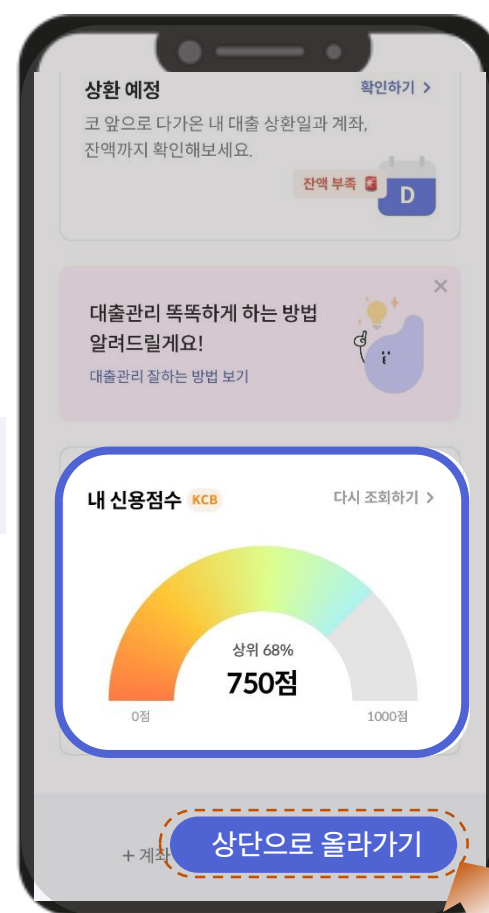 상환 예정
확인하기 >
코 앞으로 다가온 내 대출 상환일과 계좌,
잔액까지 확인해보세요.
잔액 부족
D
대출관리 똑똑하게 하는 방법
알려드릴게요!
대출관리 잘하는 방법 보기
내 신용점수 KCB
다시 조회하기 >
상위 68%
750점
0점
1000점
+ 계좌
상단으로 올라가기